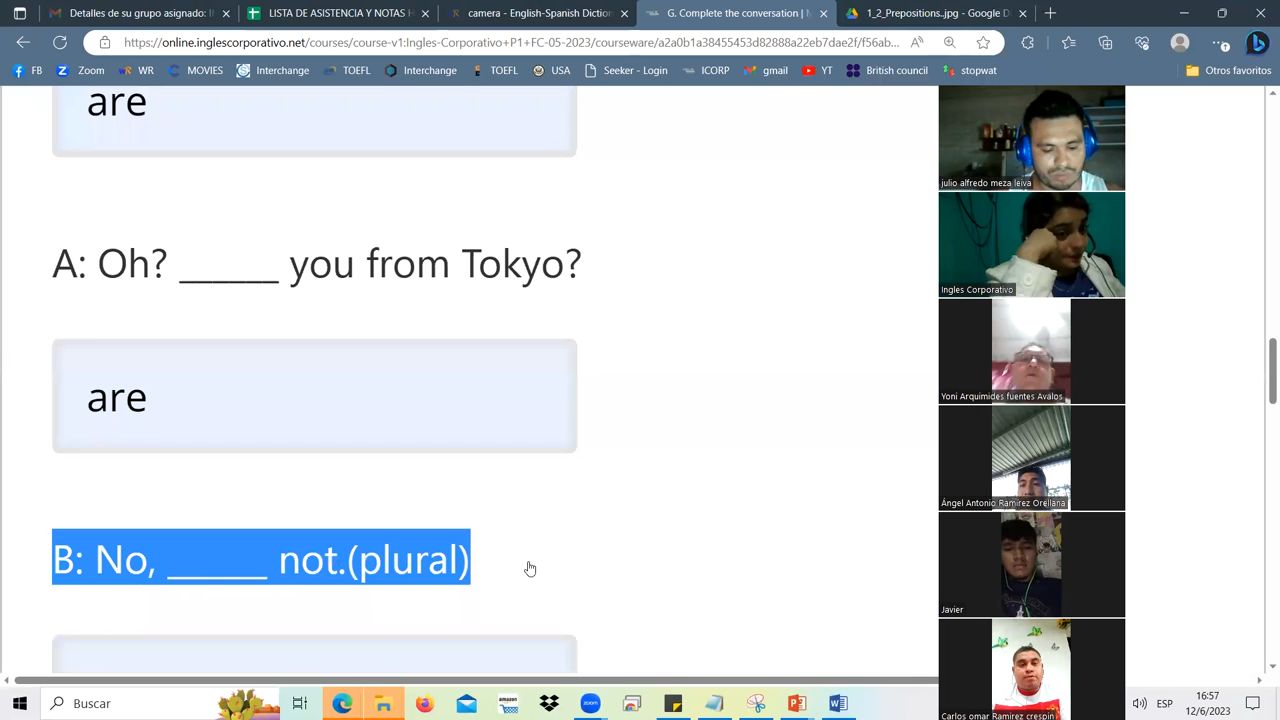 Detalles de su grupo asignado: II
LISTA DE ASISTENCIA Y NOTAS H
carrera - English-Spanish Diction
G. Complete the conversation | N
1_2_Prepositions.jpg - Google D
https://online.inglescorporativo.net/courses/course-v1:Ingles-Corporativo+P1+FC-05-2023/courseware/a2a0b1a38455453d82888a22eb7dae2f/f56ab...
FB
Zoom
WR
MOVIES
Interchange
TOEFL
Interchange
TOEFL
USA
Seeker - Login
ICORP
gmail
YT
British council
stopwat
Otros favoritos
are
A: Oh? ______ you from Tokyo?
are
B: No, ______ not.(plural)
julio alfredo meza leiva
Ingles Corporativo
Yoni Arquimides fuentes Avalos
Ángel Antonio Ramírez Orellana
Javier
Carlos omar Ramirez crespin
Buscar
ESP
16:57
12/6/2023